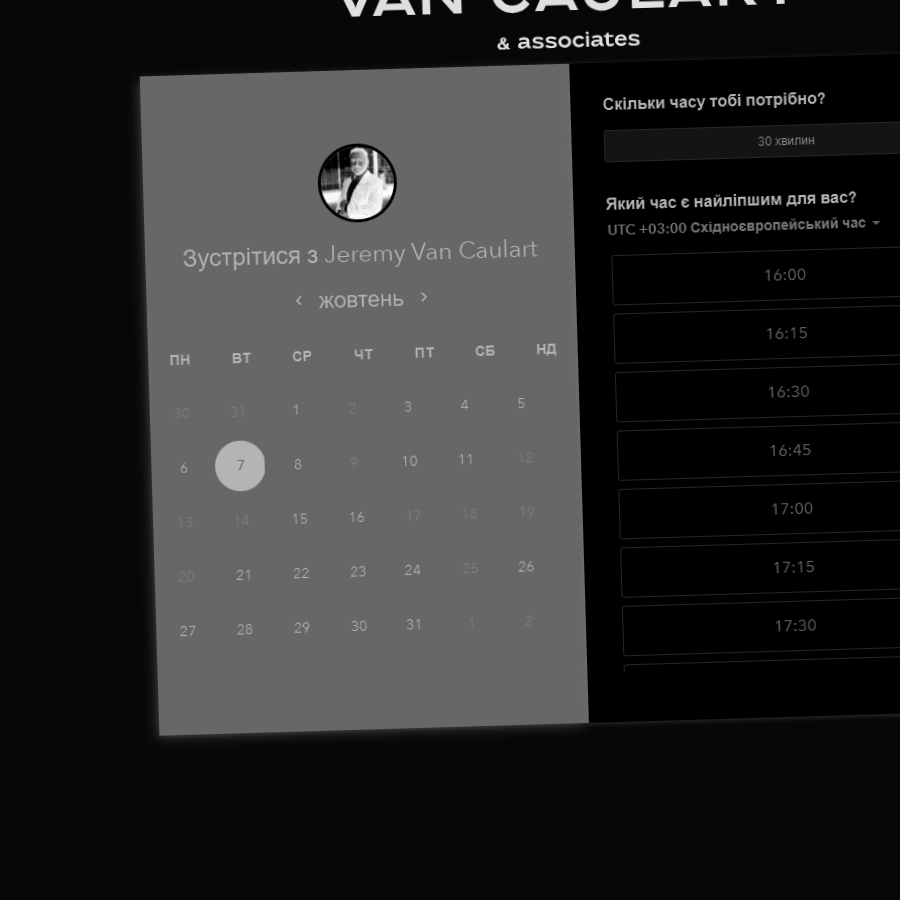 VAN CAULART
& associates
Зустрітися з Jeremy Van Caulart
жовтень
ПН ВТ СР ЧТ ПТ СБ НД
30 31 1 2 3 4 5
6 7 8 9 10 11 12
13 14 15 16 17 18 19
20 21 22 23 24 25 26
27 28 29 30 31 1 2
Скільки часу тобі потрібно?
30 хвилин
Який час є найліпшим для вас?
UTC +03:00 Східноєвропейський час
16:00
16:15
16:30
16:45
17:00
17:15
17:30